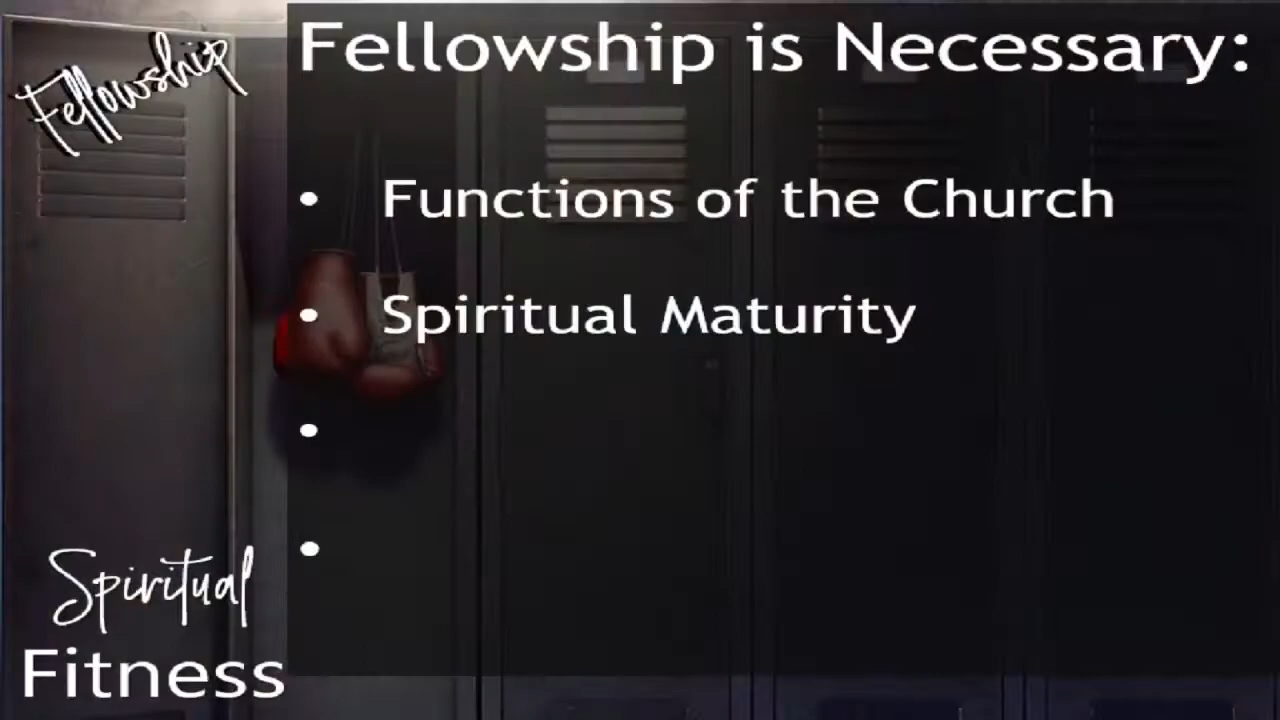 Fellowship
Fellowship is Necessary:
• Functions of the Church
• Spiritual Maturity
•
•
Spiritual
Fitness